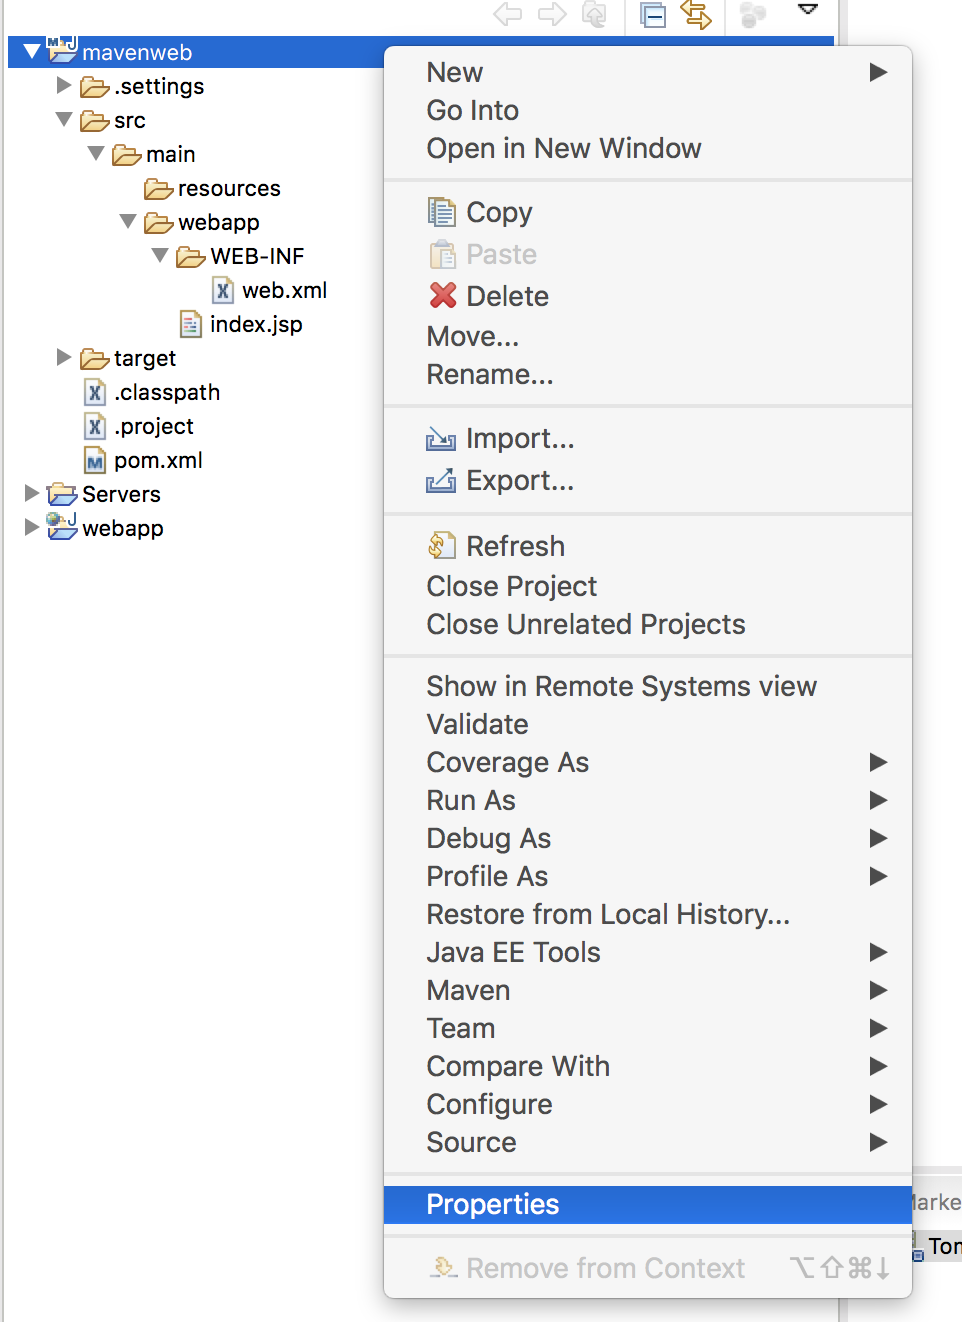 mavenweb
.settings
src
main
resources
webapp
WEB-INF
web.xml
index.jsp
target
.classpath
.project
pom.xml
Servers
webapp
New
Go Into
Open in New Window
Copy
Paste
Delete
Move...
Rename...
Import...
Export...
Refresh
Close Project
Close Unrelated Projects
Show in Remote Systems view
Validate
Coverage As
Run As
Debug As
Profile As
Restore from Local History...
Java EE Tools
Maven
Team
Compare With
Configure
Source
Properties
Remove from Context ⌥⇧⌘↓